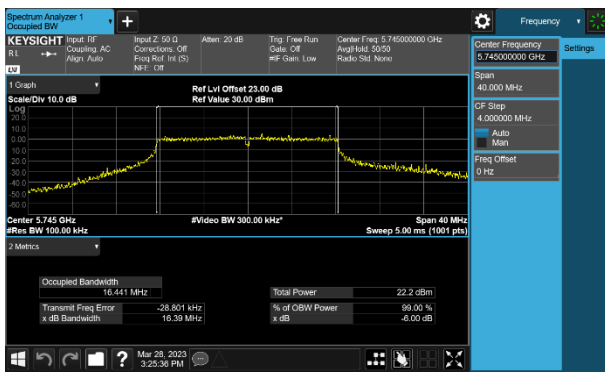 Spectrum Analyzer 1
Occupied BW
+
Frequency
KEYSIGHT
Input: RF
Coupling: AC
Align: Auto
Input Z: 50 Ω
Corrections: Off
Freq Ref: Int (S)
NFE: Off
Atten: 20 dB
Trig: Free Run
Gate: Off
#IF Gain: Low
Center Freq: 5.745000000 GHz
Avg|Hold: 50/50
Radio Std: None
RL
LXI
Center Frequency
5.745000000 GHz
Settings
Span
40.000 MHz
CF Step
4.000000 MHz
Auto
Man
Freq Offset
0 Hz
1 Graph
Scale/Div 10.0 dB
Ref Lvl Offset 23.00 dB
Ref Value 30.00 dBm
Log
20.0
10.0
0.00
-10.0
-20.0
-30.0
-40.0
-50.0
-60.0
Center 5.745 GHz
#Video BW 300.00 kHz*
Span 40 MHz
#Res BW 100.00 kHz
Sweep 5.00 ms (1001 pts)
2 Metrics
Occupied Bandwidth
16.441 MHz
Total Power 22.2 dBm
Transmit Freq Error -28.801 kHz
% of OBW Power 99.00 %
x dB Bandwidth 16.39 MHz
x dB -6.00 dB
?
Mar 28, 2023
3:25:36 PM